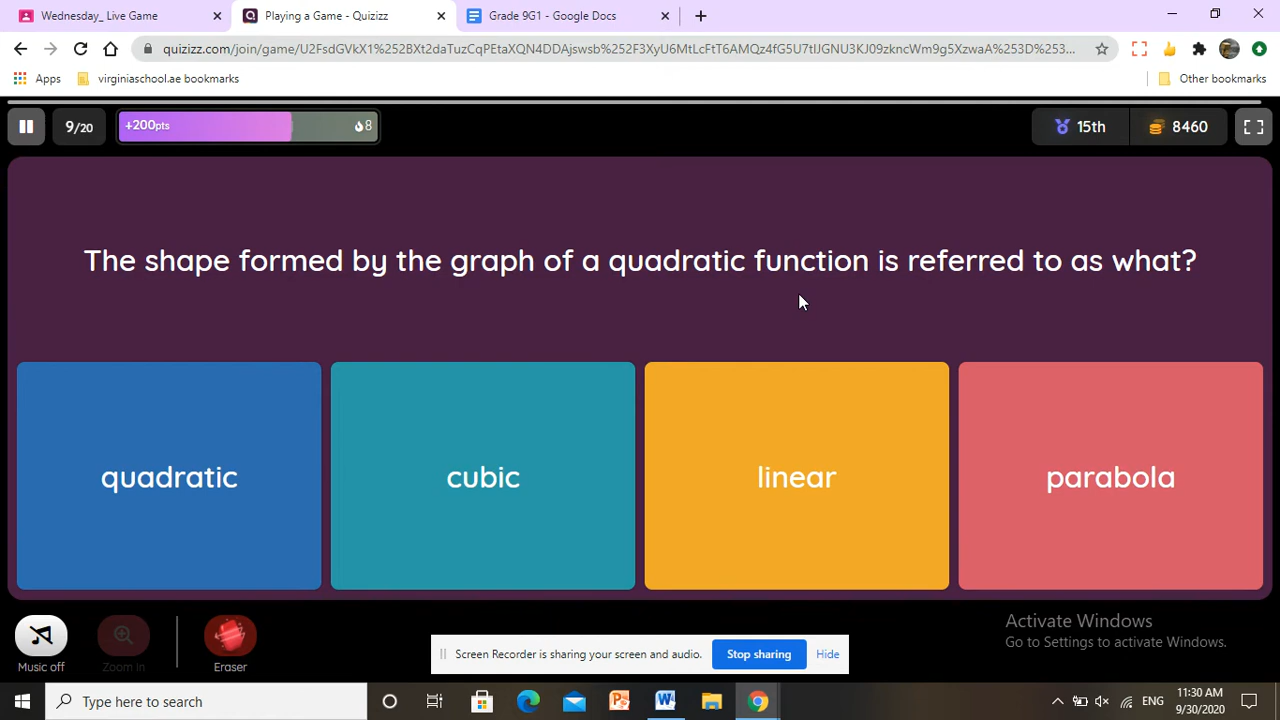 Wednesday_ Live Game
Playing a Game - Quizizz
Grade 9G1 - Google Docs
quizizz.com/join/game/U2FsdGVkX1%252BXt2daTuzCqPEtaXQN4DDAjswsb%252F3XyU6MtLcFtT6AMQz4fG5U7tIJGNU3KJ09zkncWm9g5XzwaA%253D%253...
Apps
virginiaschool.ae bookmarks
Other bookmarks
9/20
+200pts
8
15th
8460
The shape formed by the graph of a quadratic function is referred to as what?
quadratic
cubic
linear
parabola
Music off
Zoom In
Eraser
Activate Windows
Go to Settings to activate Windows.
Screen Recorder is sharing your screen and audio.
Stop sharing
Hide
Type here to search
ENG
11:30 AM
9/30/2020